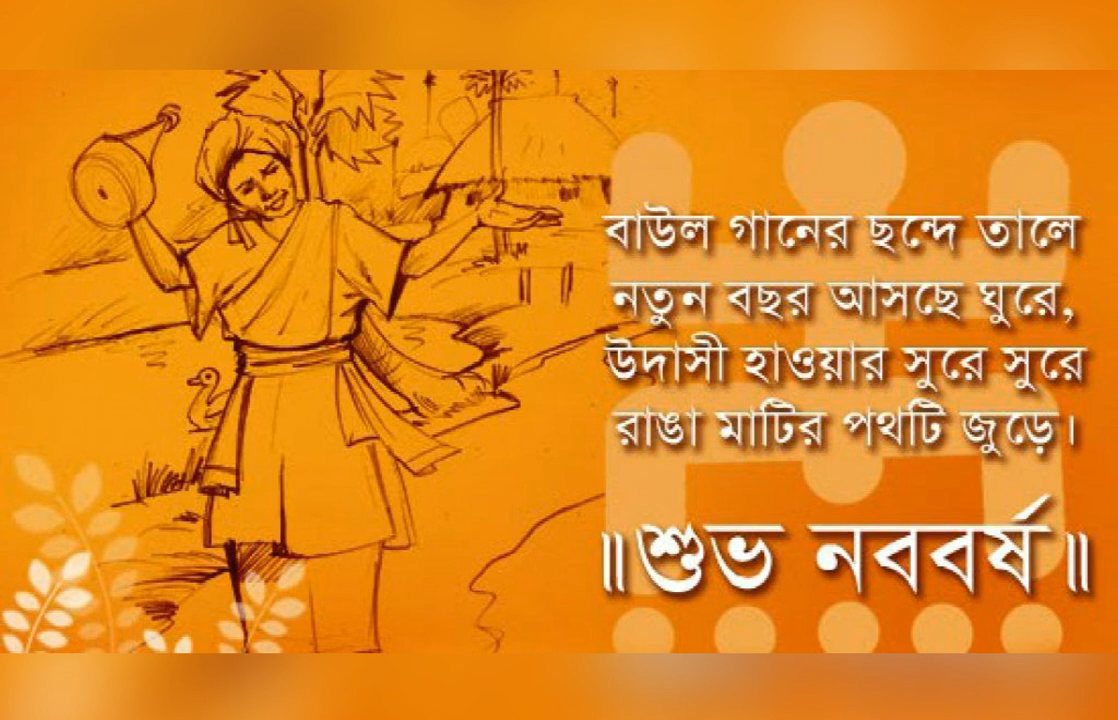 বাউল গানের ছন্দে তালে
নতুন বছর আসছে ঘুরে,
উদাসী হাওয়ার সুরে সুরে
রাঙা মাটির পথটি জুড়ে।
॥শুভ নববর্ষ॥